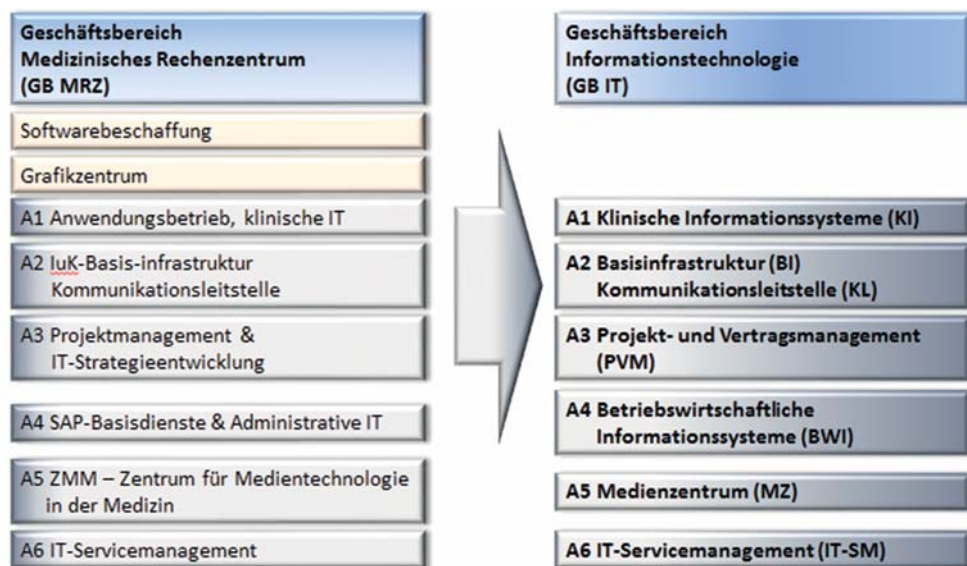 Geschäftsbereich
Medizinisches Rechenzentrum
(GB MRZ)
Softwarebeschaffung
Grafikzentrum
A1 Anwendungsbetrieb, klinische IT
A2 IuK-Basis-infrastruktur
Kommunikationsleitstelle
A3 Projektmanagement &
IT-Strategieentwicklung
A4 SAP-Basisdienste & Administrative IT
A5 ZMM – Zentrum für Medientechnologie
in der Medizin
A6 IT-Servicemanagement
Geschäftsbereich
Informationstechnologie
(GB IT)
A1 Klinische Informationssysteme (KI)
A2 Basisinfrastruktur (BI)
Kommunikationsleitstelle (KL)
A3 Projekt- und Vertragsmanagement
(PVM)
A4 Betriebswirtschaftliche
Informationssysteme (BWI)
A5 Medienzentrum (MZ)
A6 IT-Servicemanagement (IT-SM)